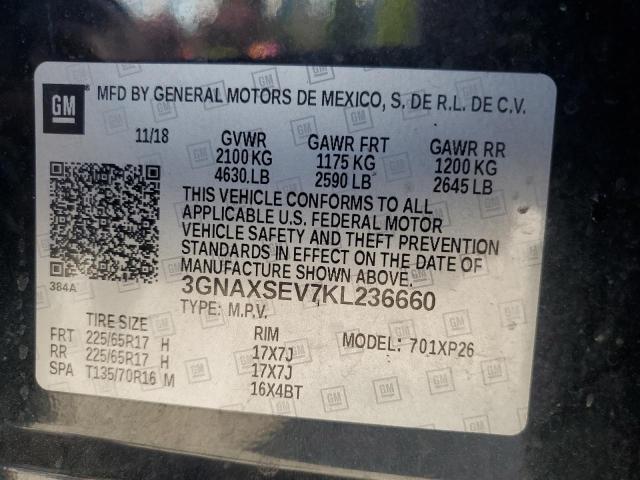 GM ® MFD BY GENERAL MOTORS DE MEXICO, S. DE R.L. DE C.V.
11/18 GVWR GAWR FRT GAWR RR
2100 KG 1175 KG 1200 KG
4630.LB 2590 LB 2645 LB
THIS VEHICLE CONFORMS TO ALL
APPLICABLE U.S. FEDERAL MOTOR
VEHICLE SAFETY AND THEFT PREVENTION
STANDARDS IN EFFECT ON THE DATE OF
MANUFACTURE SHOWN ABOVE.
384A
3GNAXSEV7KL236660
TYPE: M.P.V.
TIRE SIZE RIM MODEL: 701XP26
FRT 225/65R17 H 17X7J
RR 225/65R17 H 17X7J
SPA T135/70R16 M 16X4BT